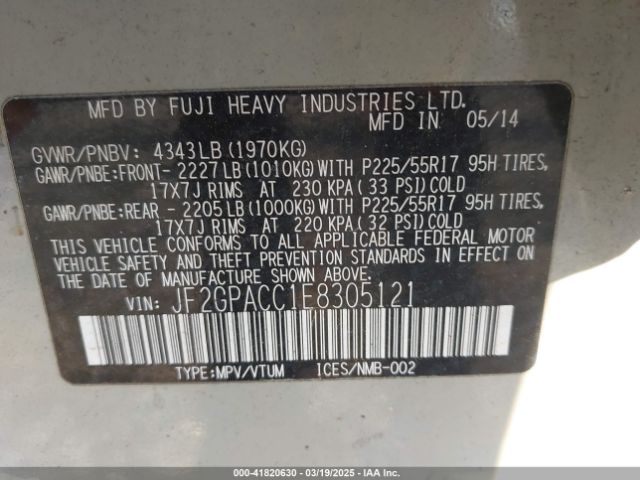 MFD BY FUJI HEAVY INDUSTRIES LTD.
MFD IN 05/14
GVWR/PNBV: 4343LB (1970KG)
GAWR/PNBE:FRONT- 2227LB(1010KG)WITH P225/55R17 95H TIRES,
17X7J RIMS AT 230 KPA(33 PSI)COLD
GAWR/PNBE:REAR - 2205LB(1000KG)WITH P225/55R17 95H TIRES,
17X7J RIMS AT 220 KPA(32 PSI)COLD
THIS VEHICLE CONFORMS TO ALL APPLICABLE FEDERAL MOTOR
VEHICLE SAFETY AND THEFT PREVENTION STANDARDS IN EFFECT ON
THE DATE OF MANUFACTURE SHOWN ABOVE.
VIN: JF2GPACC1E8305121
TYPE:MPV/VTUM ICES/NMB-002
000-41820630 - 03/19/2025 - IAA Inc.